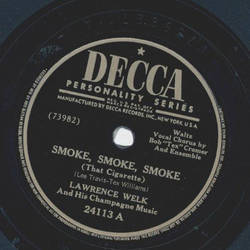 DECCA
PERSONALITY SERIES
MANUFACTURED BY DECCA RECORDS, INC., NEW YORK, U.S.A.
(73982)
Waltz
Vocal Chorus by
Bob "Tex" Cromer
And Ensemble
SMOKE, SMOKE, SMOKE
(That Cigarette)
(Lee Travis-Tex Williams)
LAWRENCE WELK
And His Champagne Music
24113 A